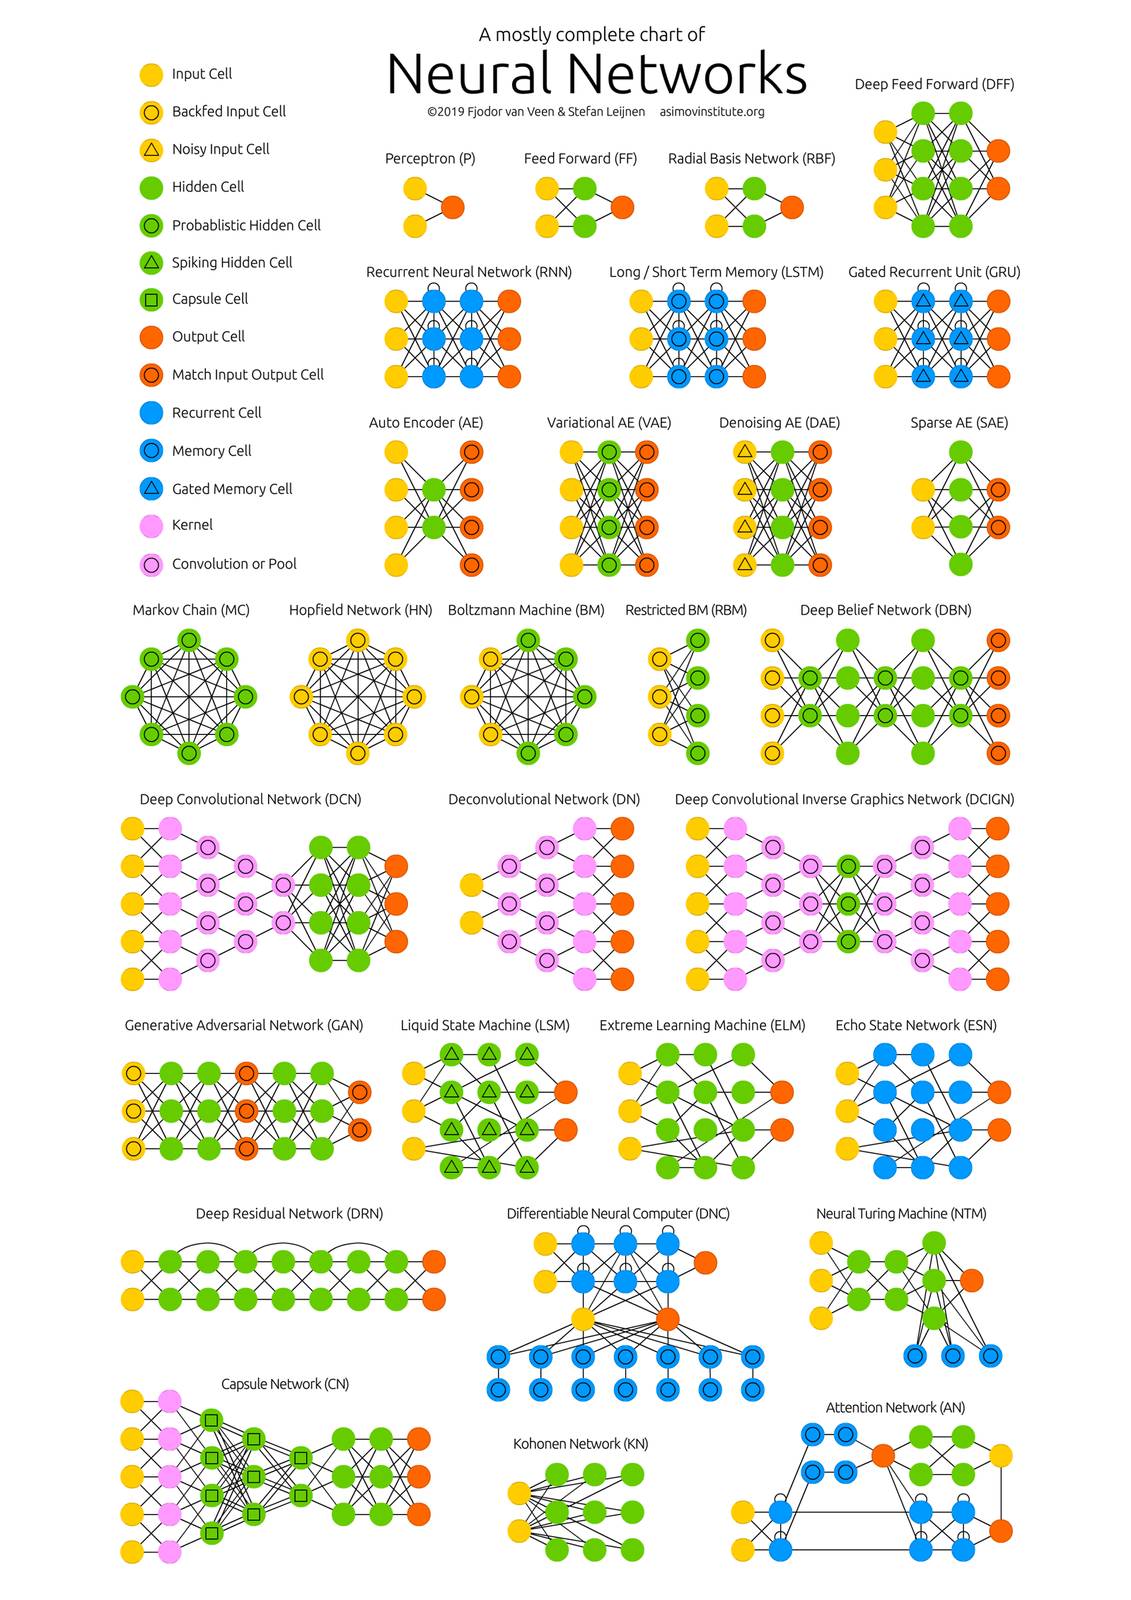 A mostly complete chart of
Neural Networks
©2019 Fjodor van Veen & Stefan Leijnen asimovinstitute.org
Input Cell
Backfed Input Cell
Noisy Input Cell
Hidden Cell
Probablistic Hidden Cell
Spiking Hidden Cell
Capsule Cell
Output Cell
Match Input Output Cell
Recurrent Cell
Memory Cell
Gated Memory Cell
Kernel
Convolution or Pool
Perceptron (P)
Feed Forward (FF)
Radial Basis Network (RBF)
Deep Feed Forward (DFF)
Recurrent Neural Network (RNN)
Long / Short Term Memory (LSTM)
Gated Recurrent Unit (GRU)
Auto Encoder (AE)
Variational AE (VAE)
Denoising AE (DAE)
Sparse AE (SAE)
Markov Chain (MC)
Hopfield Network (HN)
Boltzmann Machine (BM)
Restricted BM (RBM)
Deep Belief Network (DBN)
Deep Convolutional Network (DCN)
Deconvolutional Network (DN)
Deep Convolutional Inverse Graphics Network (DCIGN)
Generative Adversarial Network (GAN)
Liquid State Machine (LSM)
Extreme Learning Machine (ELM)
Echo State Network (ESN)
Deep Residual Network (DRN)
Differentiable Neural Computer (DNC)
Neural Turing Machine (NTM)
Capsule Network (CN)
Kohonen Network (KN)
Attention Network (AN)